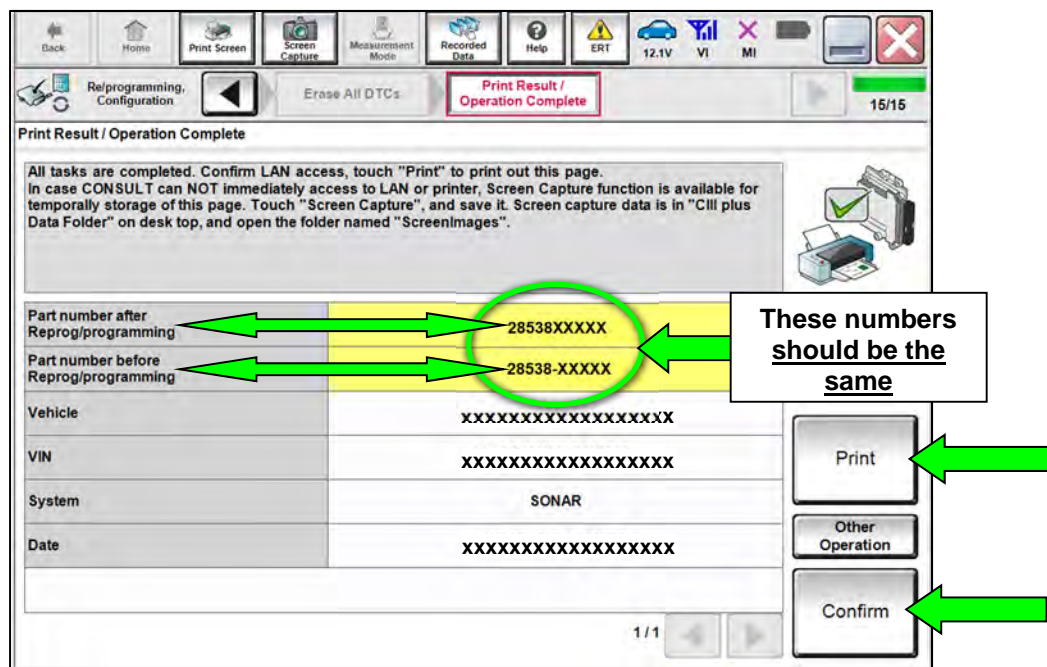 Back
Home
Print Screen
Screen
Capture
Measurement
Mode
Recorded
Data
Help
ERT
12.1V
VI
MI
Re/programming,
Configuration
Erase All DTCs
Print Result /
Operation Complete
15/15
Print Result / Operation Complete
All tasks are completed. Confirm LAN access, touch "Print" to print out this page.
In case CONSULT can NOT immediately access to LAN or printer, Screen Capture function is available for
temporally storage of this page. Touch "Screen Capture", and save it. Screen capture data is in "CIII plus
Data Folder" on desk top, and open the folder named "ScreenImages".
Part number after
Reprog/programming
28538XXXXX
Part number before
Reprog/programming
28538-XXXXX
These numbers
should be the
same
Vehicle
XXXXXXXXXXXXXXXXXX
VIN
XXXXXXXXXXXXXXXXXX
System
SONAR
Date
XXXXXXXXXXXXXXXXXX
Print
Other
Operation
Confirm
1/1